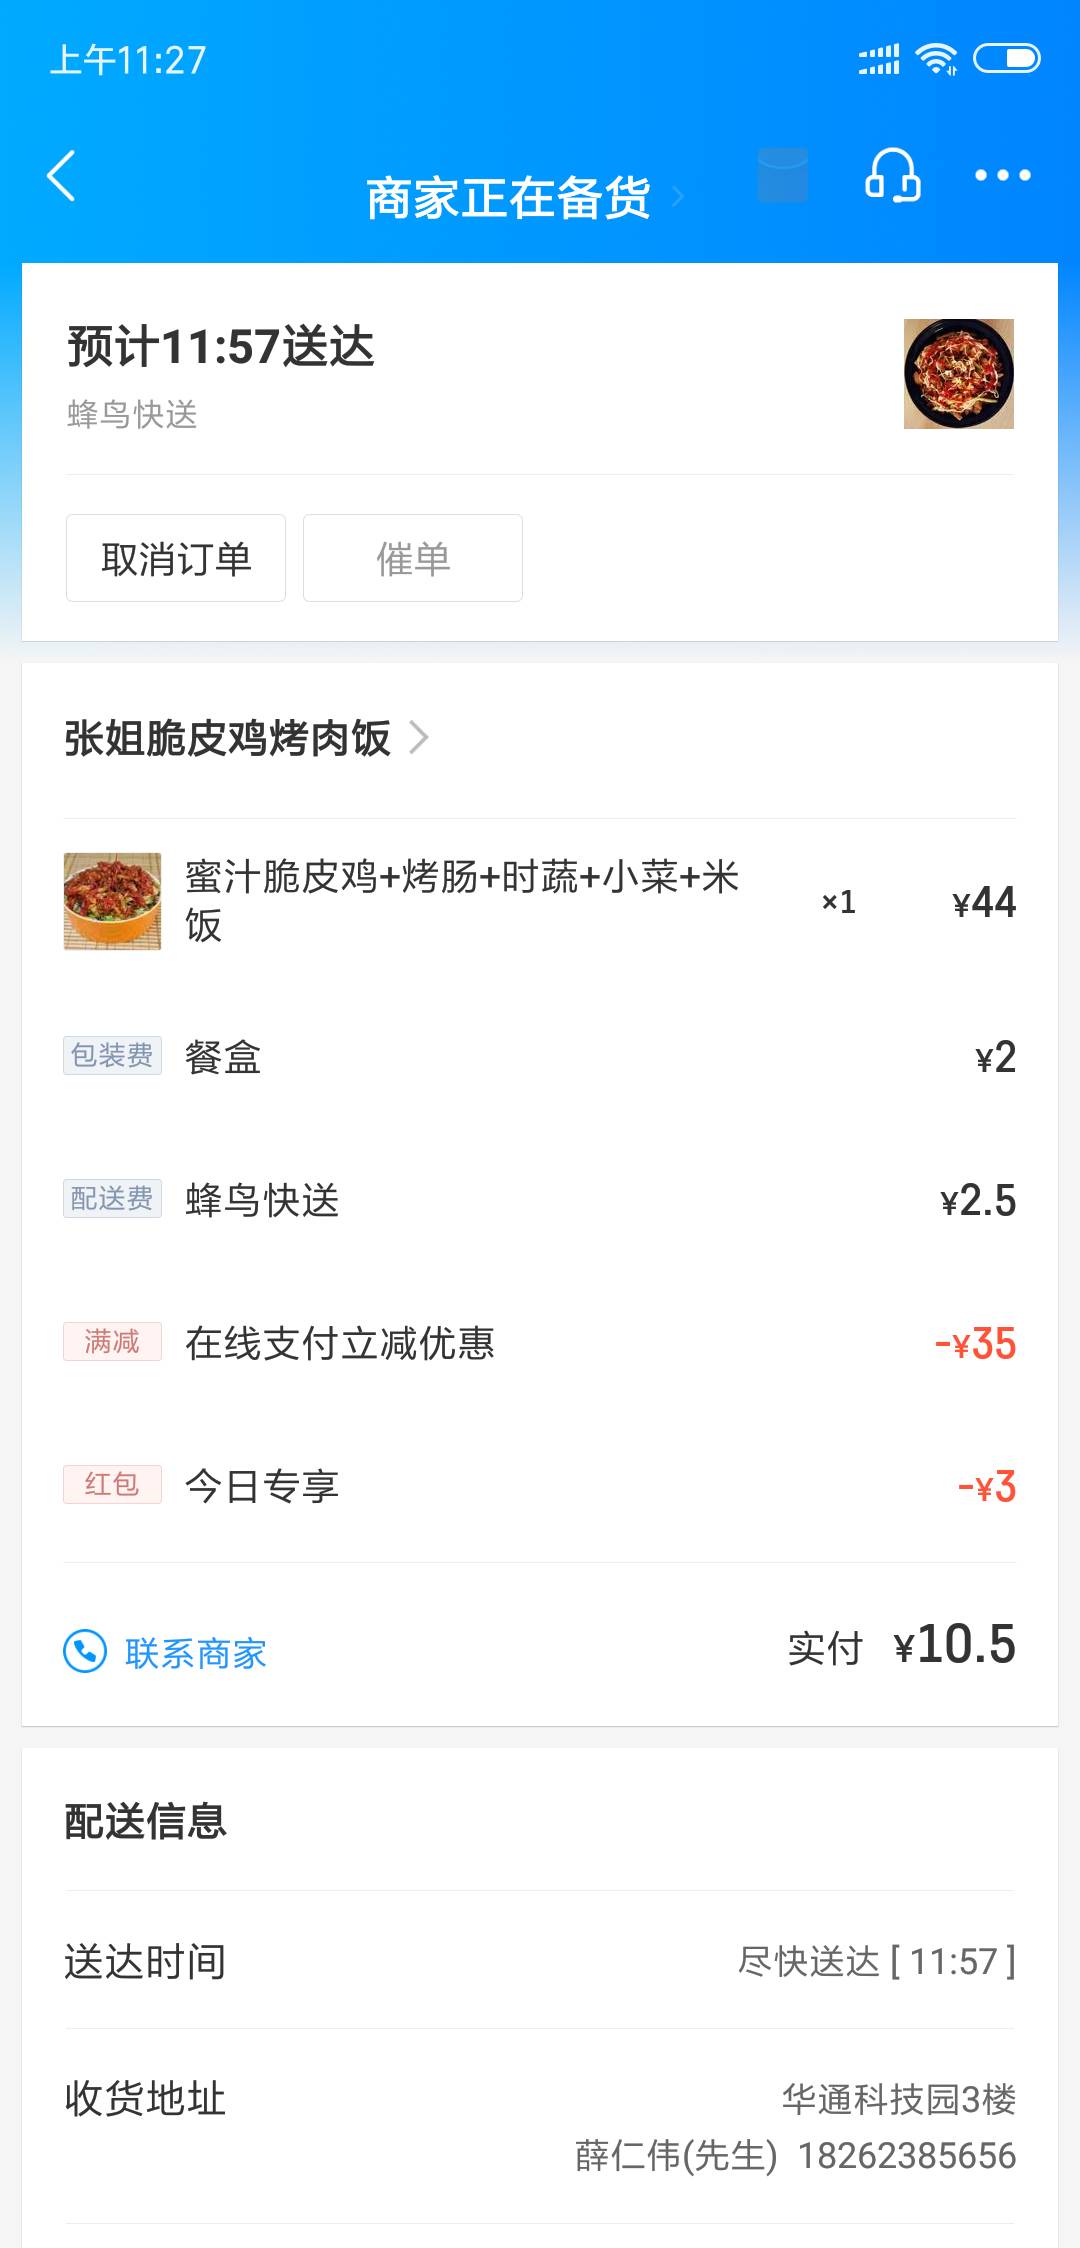 上午11:27
商家正在备货
预计11:57送达
蜂鸟快送
取消订单
催单
张姐脆皮鸡烤肉饭
蜜汁脆皮鸡+烤肠+时蔬+小菜+米
饭
×1
¥44
包装费 餐盒 ¥2
配送费 蜂鸟快送 ¥2.5
满减 在线支付立减优惠 -¥35
红包 今日专享 -¥3
联系商家
实付 ¥10.5
配送信息
送达时间
尽快送达 [ 11:57 ]
收货地址
华通科技园3楼
薛仁伟(先生) 18262385656